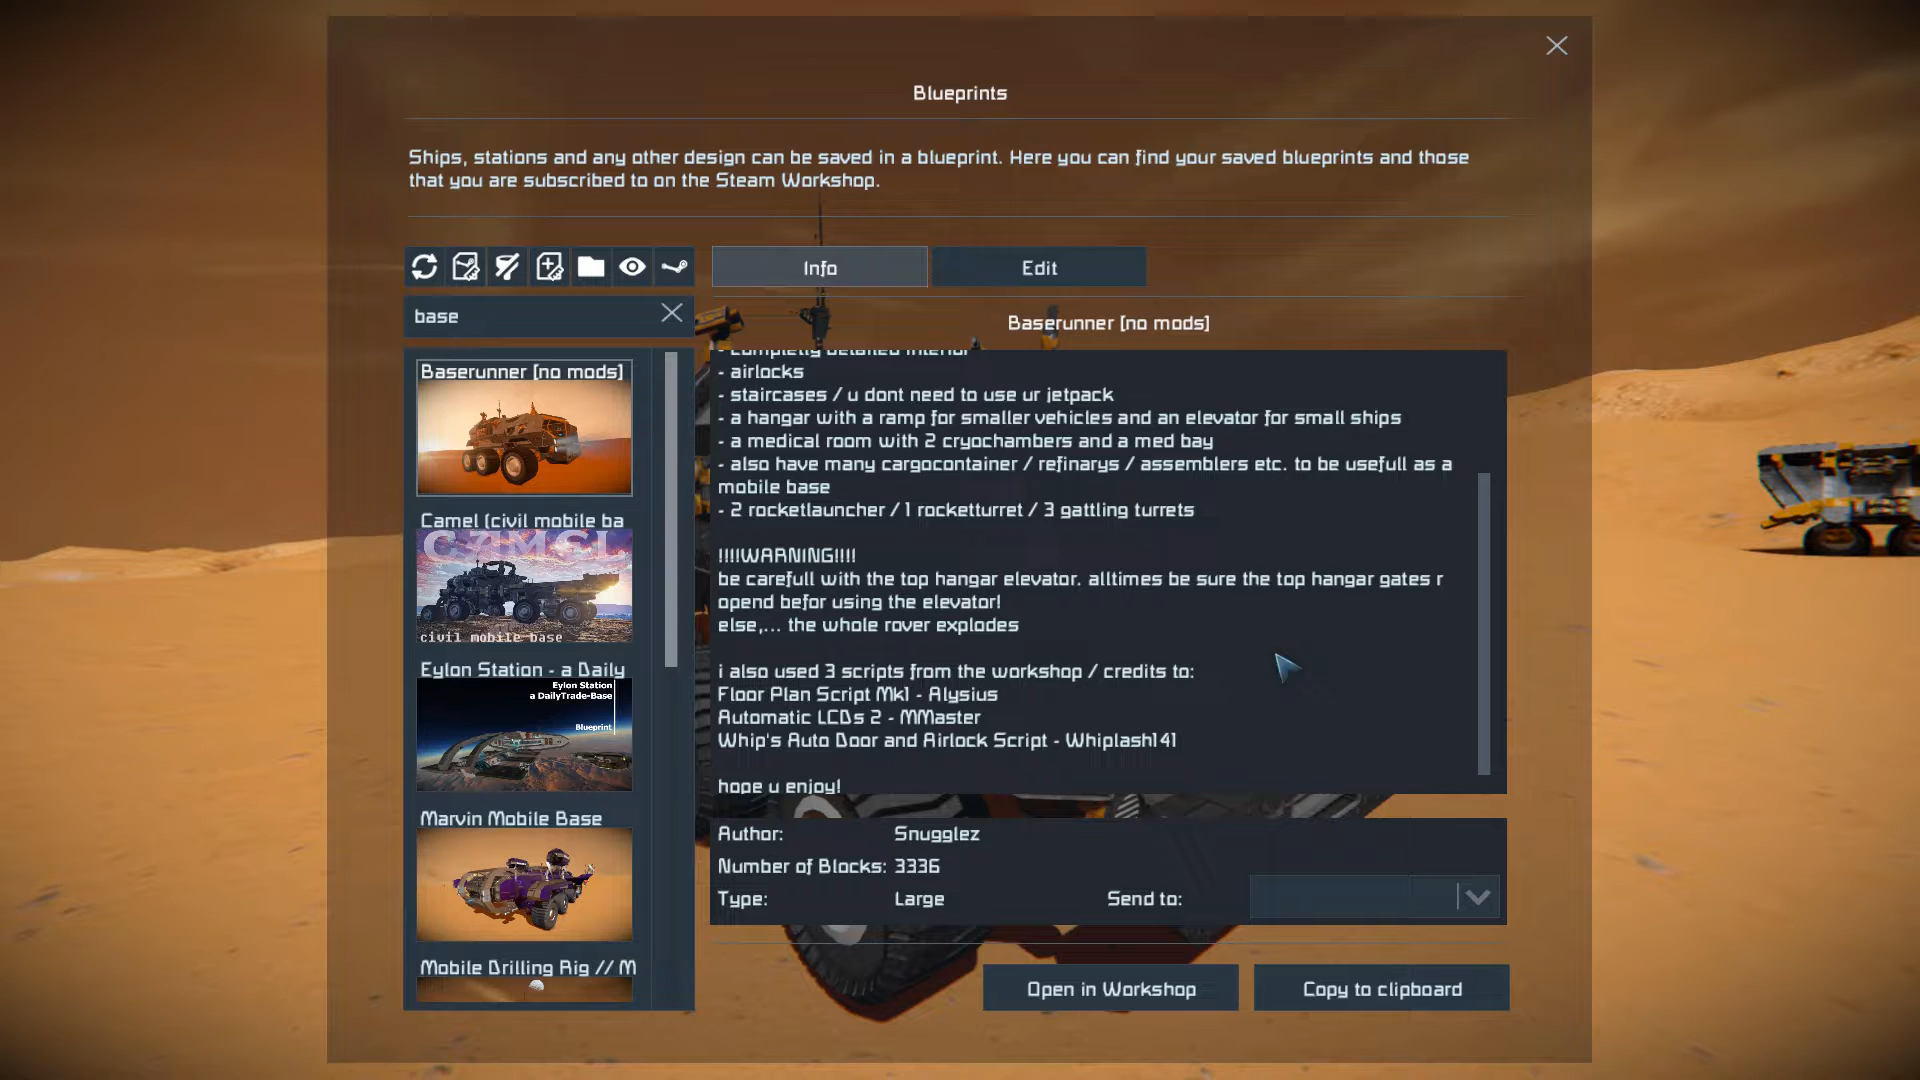 Blueprints
Ships, stations and any other design can be saved in a blueprint. Here you can find your saved blueprints and those
that you are subscribed to on the Steam Workshop.
Info
Edit
base
Baserunner [no mods]
- completly detailed interior
- airlocks
- staircases / u dont need to use ur jetpack
- a hangar with a ramp for smaller vehicles and an elevator for small ships
- a medical room with 2 cryochambers and a med bay
- also have many cargocontainer / refinarys / assemblers etc. to be usefull as a
mobile base
- 2 rocketlauncher / 1 rocketturret / 3 gattling turrets
!!!!WARNING!!!!
be carefull with the top hangar elevator. alltimes be sure the top hangar gates r
opend befor using the elevator!
else,... the whole rover explodes
i also used 3 scripts from the workshop / credits to:
Floor Plan Script Mk1 - Alysius
Automatic LCDs 2 - MMaster
Whip's Auto Door and Airlock Script - Whiplash141
hope u enjoy!
Baserunner [no mods]
Camel (civil mobile ba
CAMEL
civil mobile base
Eylon Station - a Daily
Eylon Station
a DailyTrade-Base
Blueprint
Marvin Mobile Base
Mobile Drilling Rig // M
Author: Snugglez
Number of Blocks: 3336
Type: Large
Send to:
Open in Workshop
Copy to clipboard